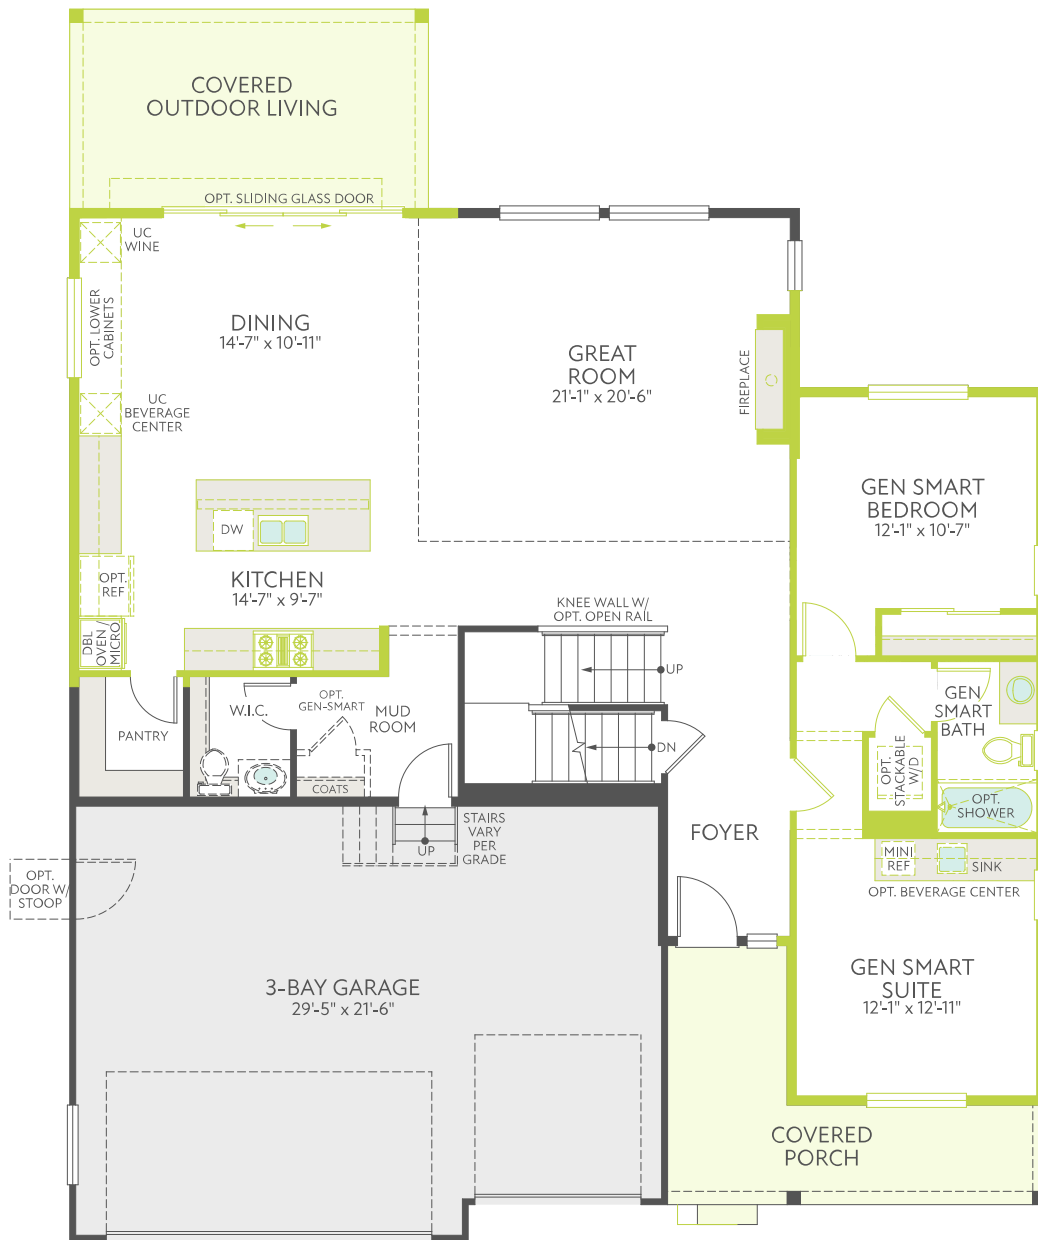 COVERED
OUTDOOR LIVING
OPT. SLIDING GLASS DOOR
UC
WINE
OPT. LOWER
CABINETS
DINING
14'-7" x 10'-11"
GREAT
ROOM
21'-1" x 20'-6"
FIREPLACE
UC
BEVERAGE
CENTER
GEN SMART
BEDROOM
12'-1" x 10'-7"
DW
OPT.
REF
KITCHEN
14'-7" x 9'-7"
KNEE WALL W/
OPT. OPEN RAIL
DBL
OVEN/
MICRO
UP
W.I.C.
OPT.
GEN-SMART
MUD
ROOM
PANTRY
DN
GEN
SMART
BATH
OPT.
STACKABLE
W/D
COATS
OPT.
SHOWER
STAIRS
VARY
PER
GRADE
UP
FOYER
MINI
REF
SINK
OPT. BEVERAGE CENTER
OPT.
DOOR W/
STOOP
GEN SMART
SUITE
12'-1" x 12'-11"
3-BAY GARAGE
29'-5" x 21'-6"
COVERED
PORCH